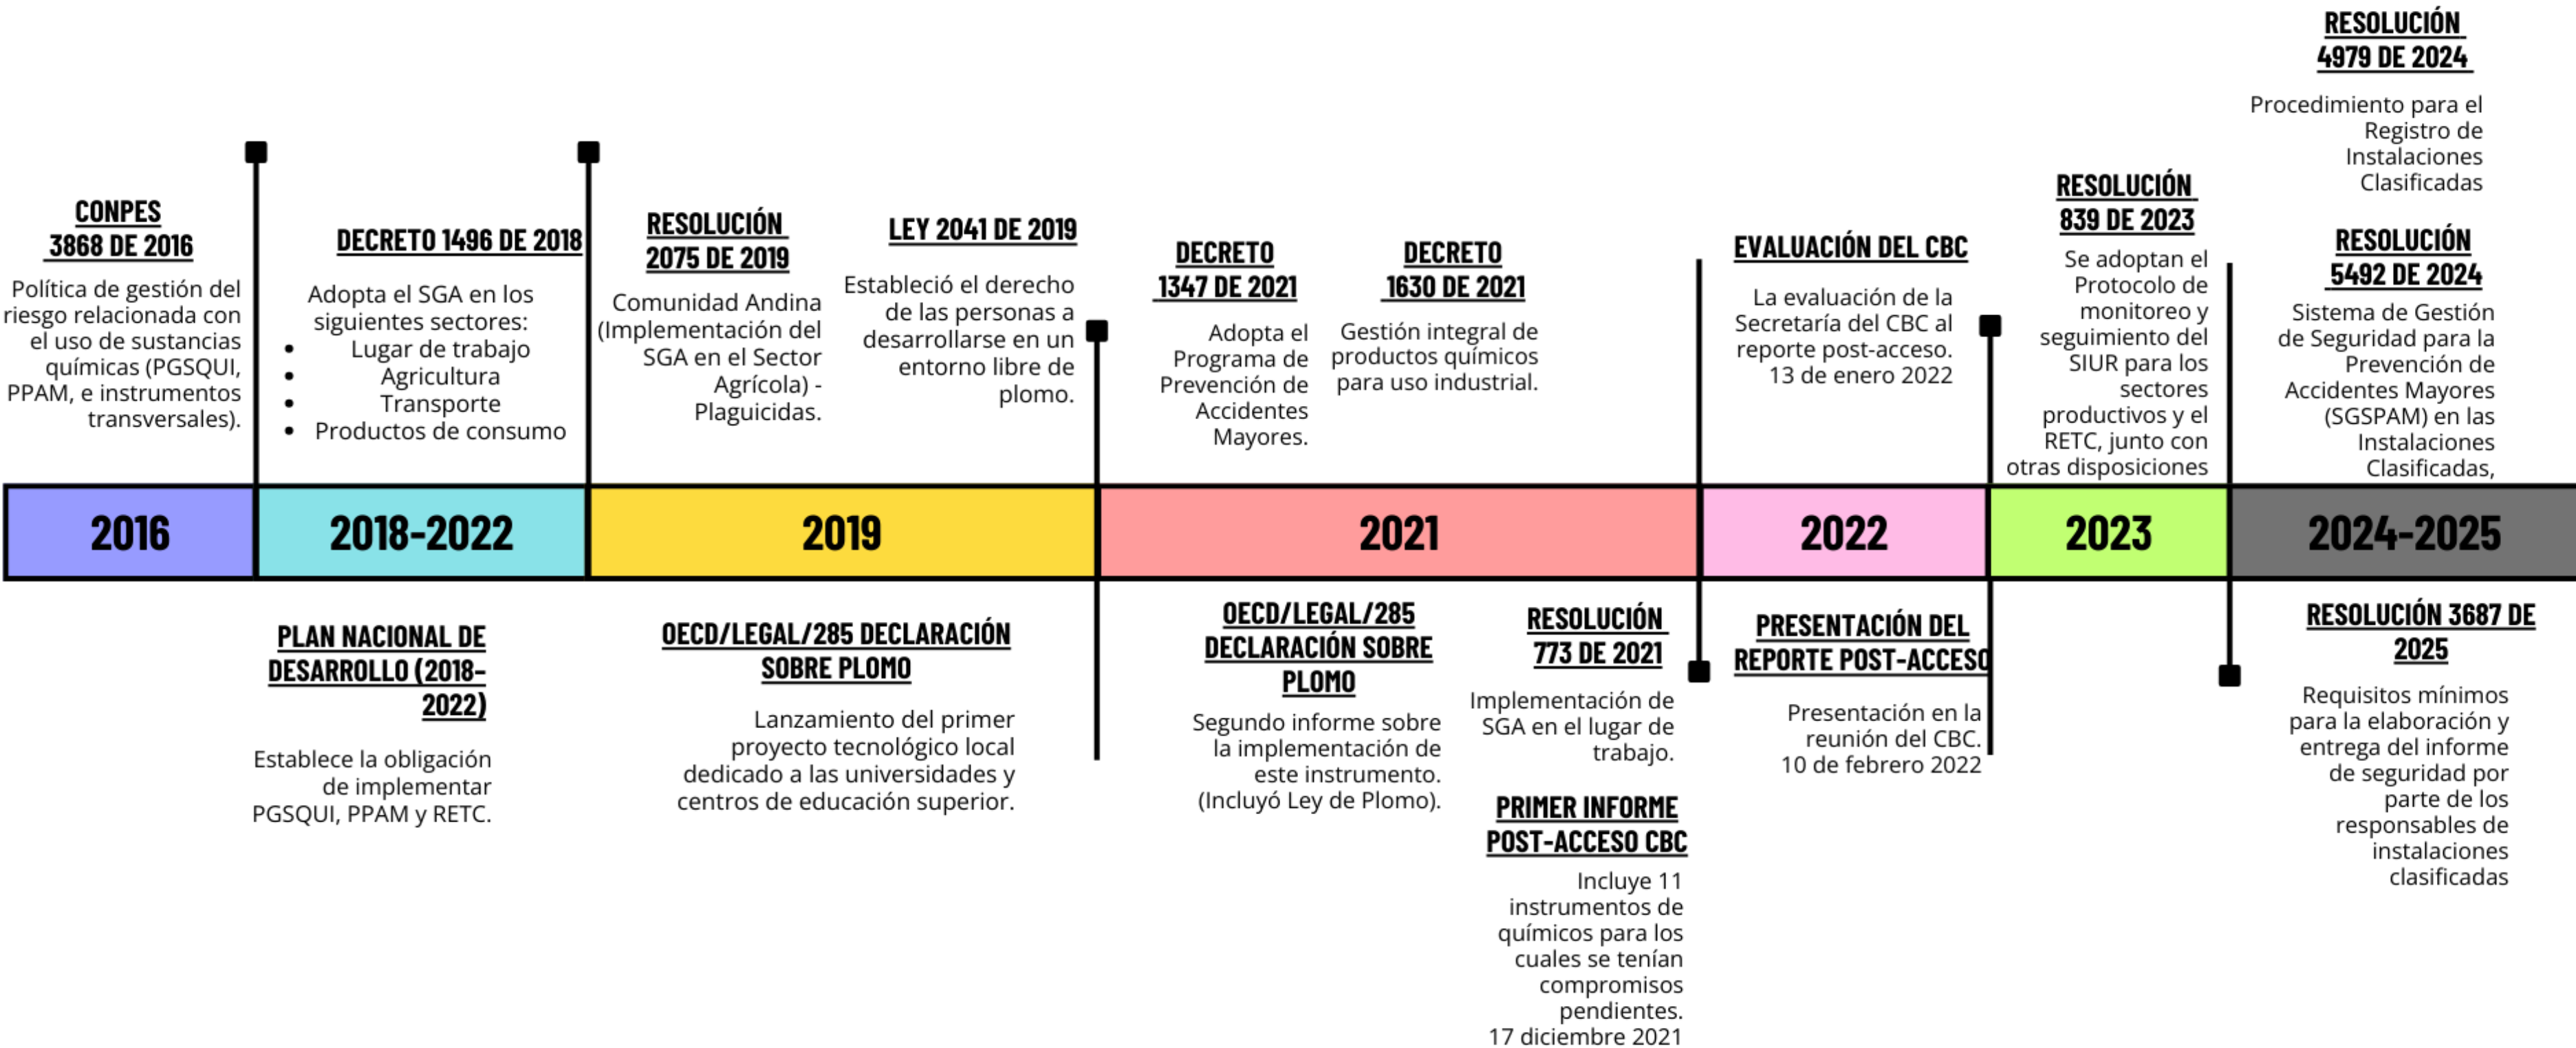 CONPES
3868 DE 2016
Política de gestión del
riesgo relacionada con
el uso de sustancias
químicas (PGSQUI,
PPAM, e instrumentos
transversales).
DECRETO 1496 DE 2018
Adopta el SGA en los
siguientes sectores:
• Lugar de trabajo
• Agricultura
• Transporte
• Productos de consumo
RESOLUCIÓN
2075 DE 2019
Comunidad Andina
(Implementación del
SGA en el Sector
Agrícola) -
Plaguicidas.
LEY 2041 DE 2019
Estableció el derecho
de las personas a
desarrollarse en un
entorno libre de
plomo.
DECRETO
1347 DE 2021
Adopta el
Programa de
Prevención de
Accidentes
Mayores.
DECRETO
1630 DE 2021
Gestión integral de
productos químicos
para uso industrial.
EVALUACIÓN DEL CBC
La evaluación de la
Secretaría del CBC al
reporte post-acceso.
13 de enero 2022
RESOLUCIÓN
839 DE 2023
Se adoptan el
Protocolo de
monitoreo y
seguimiento del
SIUR para los
sectores
productivos y el
RETC, junto con
otras disposiciones
RESOLUCIÓN
4979 DE 2024
Procedimiento para el
Registro de
Instalaciones
Clasificadas
RESOLUCIÓN
5492 DE 2024
Sistema de Gestión
de Seguridad para la
Prevención de
Accidentes Mayores
(SGSPAM) en las
Instalaciones
Clasificadas,
2016
2018-2022
2019
2021
2022
2023
2024-2025
PLAN NACIONAL DE
DESARROLLO (2018-
2022)
Establece la obligación
de implementar
PGSQUI, PPAM y RETC.
OECD/LEGAL/285 DECLARACIÓN
SOBRE PLOMO
Lanzamiento del primer
proyecto tecnológico local
dedicado a las universidades y
centros de educación superior.
OECD/LEGAL/285
DECLARACIÓN SOBRE
PLOMO
Segundo informe sobre
la implementación de
este instrumento.
(Incluyó Ley de Plomo).
RESOLUCIÓN
773 DE 2021
Implementación de
SGA en el lugar de
trabajo.
PRIMER INFORME
POST-ACCESO CBC
Incluye 11
instrumentos de
químicos para los
cuales se tenían
compromisos
pendientes.
17 diciembre 2021
PRESENTACIÓN DEL
REPORTE POST-ACCESO
Presentación en la
reunión del CBC.
10 de febrero 2022
RESOLUCIÓN 3687 DE
2025
Requisitos mínimos
para la elaboración y
entrega del informe
de seguridad por
parte de los
responsables de
instalaciones
clasificadas